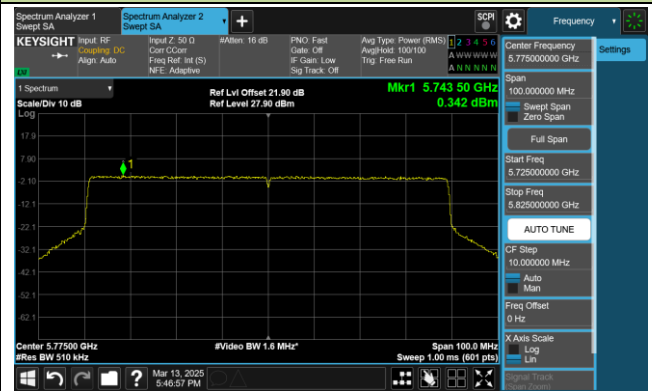 Spectrum Analyzer 1
Swept SA
Spectrum Analyzer 2
Swept SA
SCPI
Frequency
KEYSIGHT
Input: RF
Coupling: DC
Align: Auto
Input Z: 50 Ω
Corr CCorr
Freq Ref: Int (S)
NFE: Adaptive
#Atten: 16 dB
PNO: Fast
Gate: Off
IF Gain: Low
Sig Track: Off
Avg Type: Power (RMS)
Avg|Hold: 100/100
Trig: Free Run
1 2 3 4 5 6
A W W W W W
A N N N N N
LXI
1 Spectrum
Scale/Div 10 dB
Log
Ref Lvl Offset 21.90 dB
Ref Level 27.90 dBm
Mkr1 5.743 50 GHz
0.342 dBm
17.9
7.90
-2.10
-12.1
-22.1
-32.1
-42.1
-52.1
-62.1
1
Center 5.77500 GHz
#Res BW 510 kHz
#Video BW 1.6 MHz*
Span 100.0 MHz
Sweep 1.00 ms (601 pts)
Mar 13, 2025
5:46:57 PM
Center Frequency
5.775000000 GHz
Settings
Span
100.000000 MHz
Swept Span
Zero Span
Full Span
Start Freq
5.725000000 GHz
Stop Freq
5.825000000 GHz
AUTO TUNE
CF Step
10.000000 MHz
Auto
Man
Freq Offset
0 Hz
X Axis Scale
Log
Lin
Signal Track
(Span Zoom)